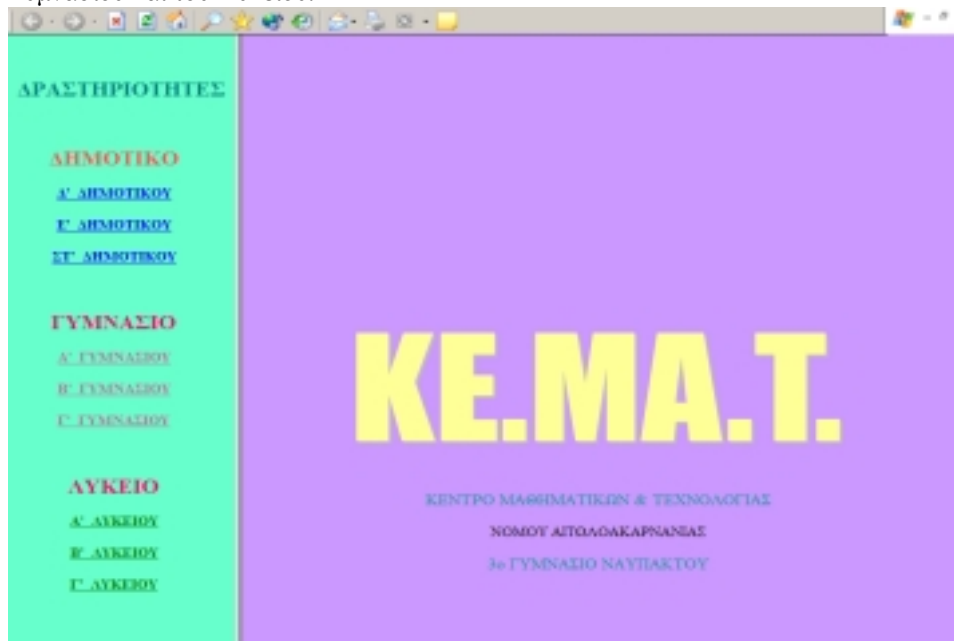 ΔΡΑΣΤΗΡΙΟΤΗΤΕΣ
ΔΗΜΟΤΙΚΟ
Δ' ΔΗΜΟΤΙΚΟΥ
Ε' ΔΗΜΟΤΙΚΟΥ
ΣΤ' ΔΗΜΟΤΙΚΟΥ
ΓΥΜΝΑΣΙΟ
Α' ΓΥΜΝΑΣΙΟΥ
Β' ΓΥΜΝΑΣΙΟΥ
Γ' ΓΥΜΝΑΣΙΟΥ
ΛΥΚΕΙΟ
Α' ΛΥΚΕΙΟΥ
Β' ΛΥΚΕΙΟΥ
Γ' ΛΥΚΕΙΟΥ
ΚΕ.ΜΑ.Τ.
ΚΕΝΤΡΟ ΜΑΘΗΜΑΤΙΚΩΝ & ΤΕΧΝΟΛΟΓΙΑΣ
ΝΟΜΟΥ ΑΙΤΩΛΟΑΚΑΡΝΑΝΙΑΣ
3ο ΓΥΜΝΑΣΙΟ ΝΑΥΠΑΚΤΟΥ